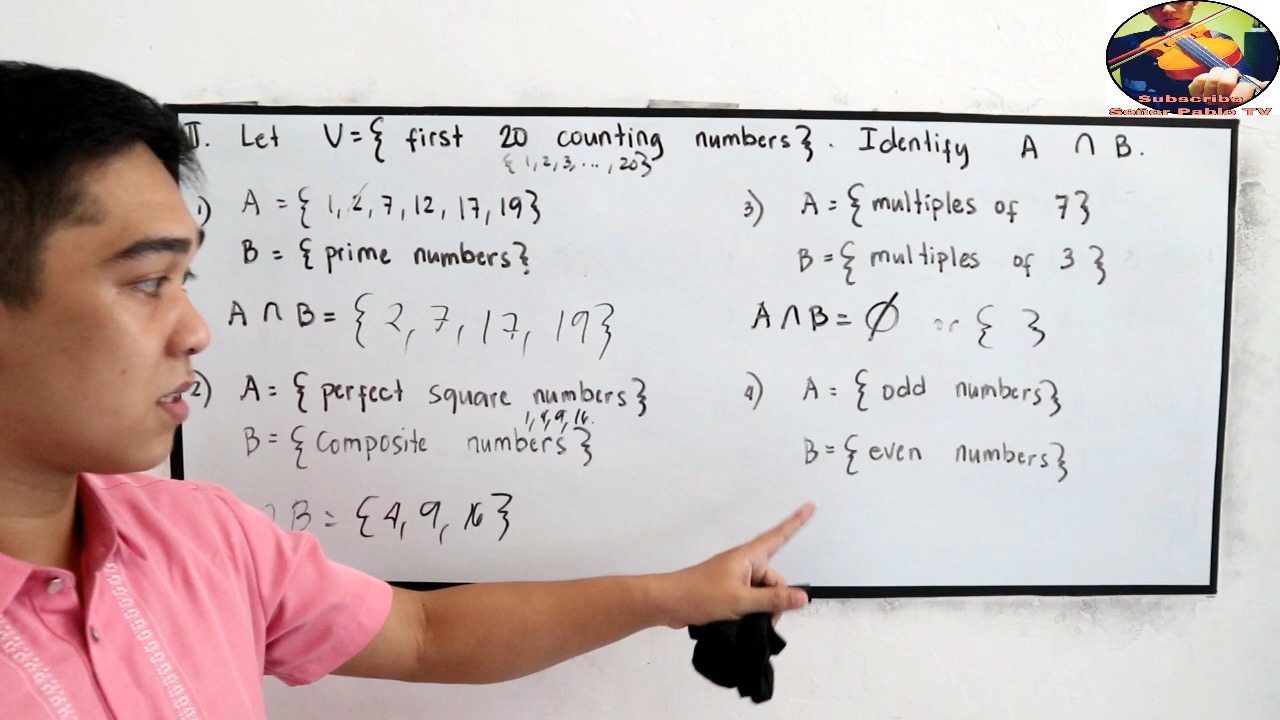 I. Let U = { first 20 counting numbers } . Identify A ∩ B.
{ 1, 2, 3, ..., 20}
1) A = { 1, 2, 7, 12, 17, 19}
B = { prime numbers }
A ∩ B = { 2, 7, 17, 19}
2) A = { perfect square numbers }
1, 4, 9, 16.
B = { Composite numbers }
∩ B = {4, 9, 16}
3) A = { multiples of 7 }
B = { multiples of 3 }
A ∩ B = ∅ or { }
4) A = { odd numbers }
B = { even numbers }
Subscribe
Señor Pablo TV